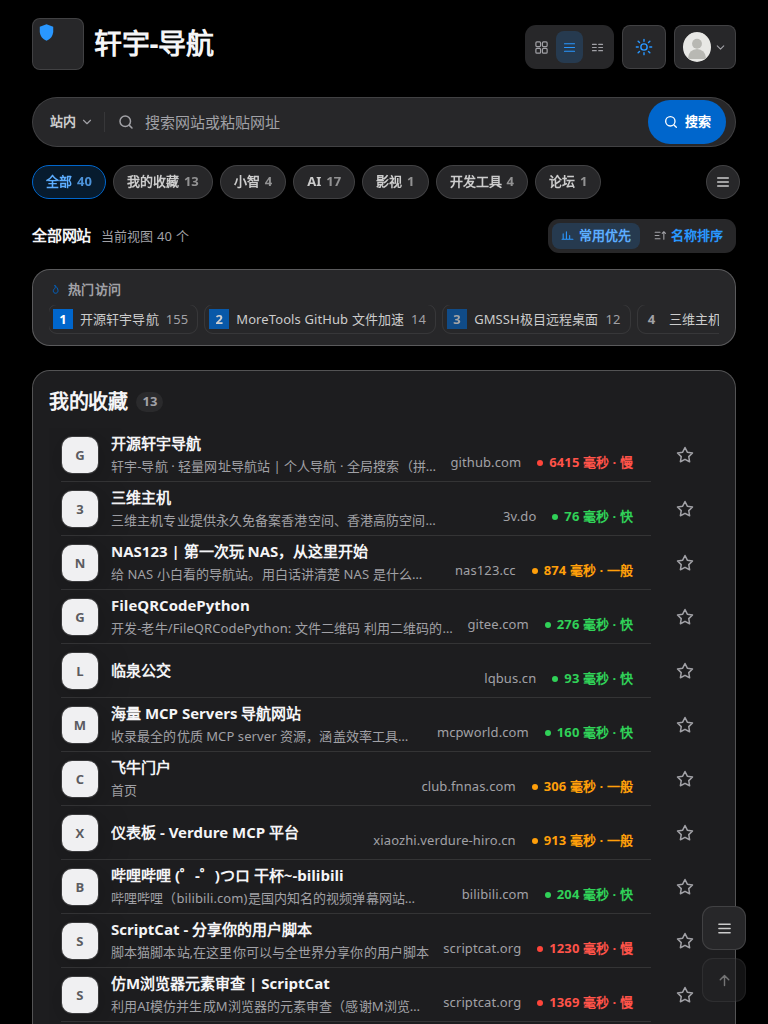 轩宇-导航
站内 搜索网站或粘贴网址 搜索
全部 40 我的收藏 13 小智 4 AI 17 影视 1 开发工具 4 论坛 1
全部网站 当前视图 40 个 常用优先 名称排序
热门访问
1 开源轩宇导航 155 2 MoreTools GitHub 文件加速 14 3 GMSSH极目远程桌面 12 4 三维主机
我的收藏 13
G 开源轩宇导航
轩宇-导航 · 轻量网址导航站 | 个人导航 · 全局搜索（拼... github.com 6415 毫秒 · 慢
3 三维主机
三维主机专业提供永久免备案香港空间、香港高防空间... 3v.do 76 毫秒 · 快
N NAS123 | 第一次玩 NAS，从这里开始
给 NAS 小白看的导航站。用白话讲清楚 NAS 是什么... nas123.cc 874 毫秒 · 一般
G FileQRCodePython
开发-老牛/FileQRCodePython: 文件二维码 利用二维码的... gitee.com 276 毫秒 · 快
L 临泉公交
lqbus.cn 93 毫秒 · 快
M 海量 MCP Servers 导航网站
收录最全的优质 MCP server 资源，涵盖效率工具... mcpworld.com 160 毫秒 · 快
C 飞牛门户
首页 club.fnnas.com 306 毫秒 · 一般
X 仪表板 - Verdure MCP 平台
xiaozhi.verdure-hiro.cn 913 毫秒 · 一般
B 哔哩哔哩 (゜-゜)つロ 干杯~-bilibili
哔哩哔哩（bilibili.com)是国内知名的视频弹幕网站... bilibili.com 204 毫秒 · 快
S ScriptCat - 分享你的用户脚本
脚本猫脚本站,在这里你可以与全世界分享你的用户脚本 scriptcat.org 1230 毫秒 · 慢
S 仿M浏览器元素审查 | ScriptCat
利用AI模仿并生成M浏览器的元素审查（感谢M浏览... scriptcat.org 1369 毫秒 · 慢